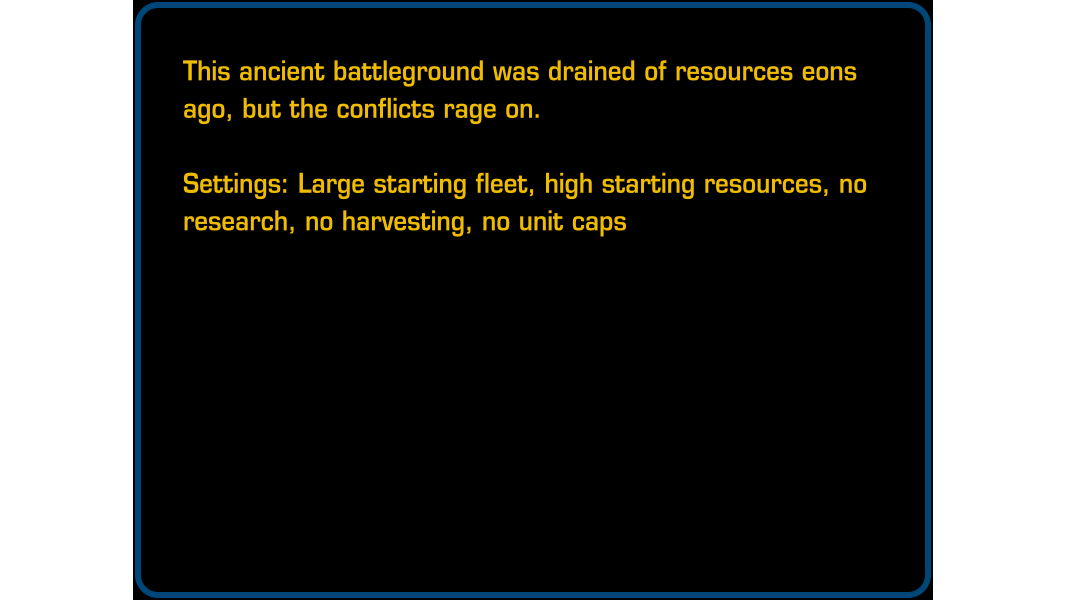 This ancient battleground was drained of resources eons
ago, but the conflicts rage on.
Settings: Large starting fleet, high starting resources, no
research, no harvesting, no unit caps